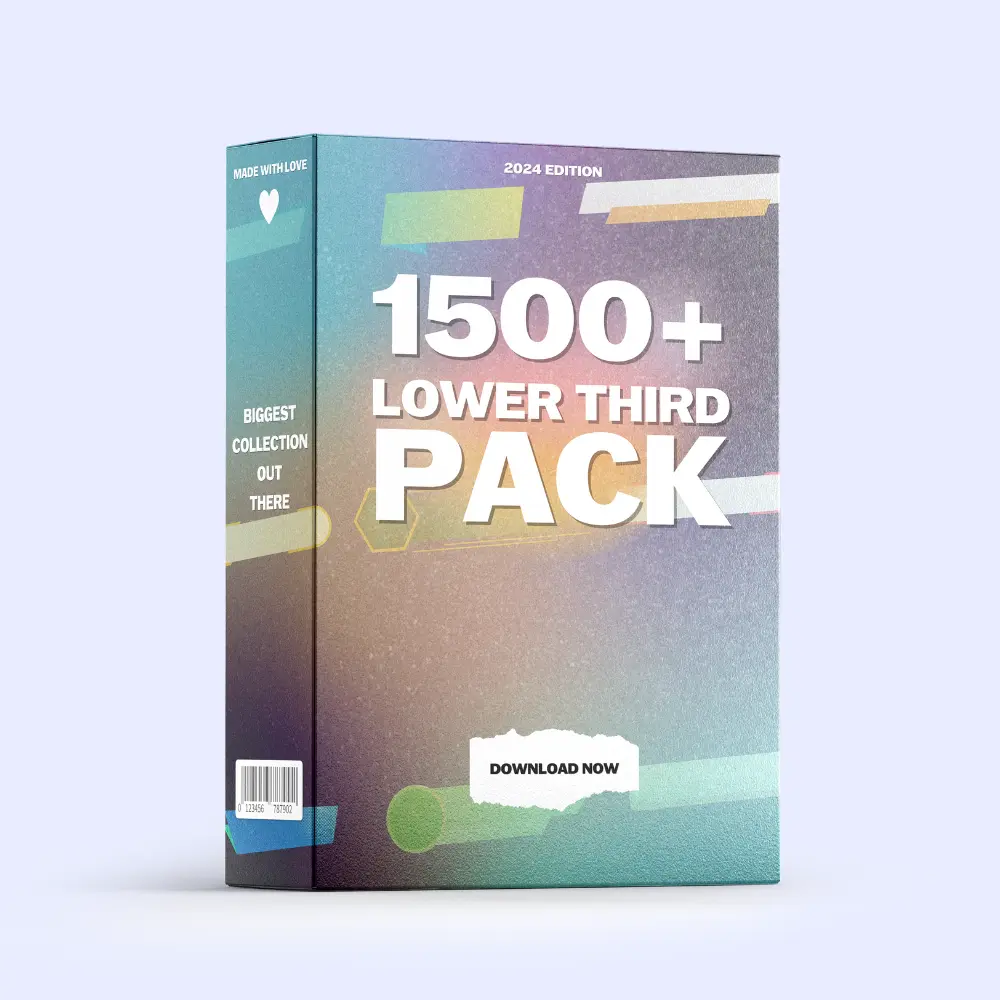 MADE WITH LOVE
BIGGEST
COLLECTION
OUT
THERE
0 123456 787902
2024 EDITION
1500+
LOWER THIRD
PACK
DOWNLOAD NOW